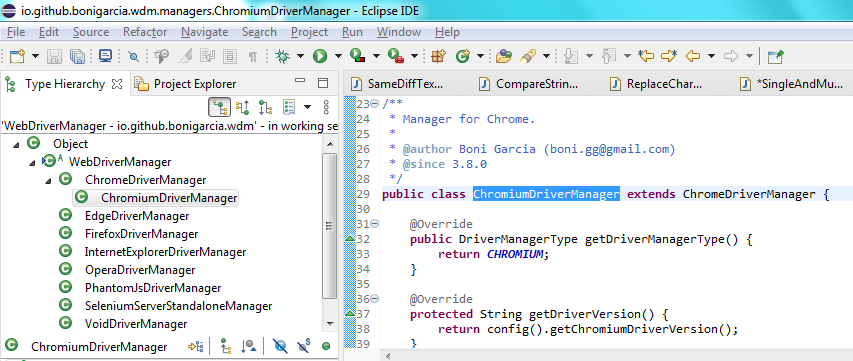 io.github.bonigarcia.wdm.managers.ChromiumDriverManager - Eclipse IDE
File Edit Source Refactor Navigate Search Project Run Window Help
Type Hierarchy Project Explorer
'WebDriverManager - io.github.bonigarcia.wdm' - in working se
Object
WebDriverManager
ChromeDriverManager
ChromiumDriverManager
EdgeDriverManager
FirefoxDriverManager
InternetExplorerDriverManager
OperaDriverManager
PhantomJsDriverManager
SeleniumServerStandaloneManager
VoidDriverManager
ChromiumDriverManager
SameDiffTex... CompareStrin... ReplaceChar... *SingleAndMu...
23 /**
24 * Manager for Chrome.
25 *
26 * @author Boni Garcia (boni.gg@gmail.com)
27 * @since 3.8.0
28 */
29 public class ChromiumDriverManager extends ChromeDriverManager {
30
31 @Override
32 public DriverManagerType getDriverManagerType() {
33 return CHROMIUM;
34 }
35
36 @Override
37 protected String getDriverVersion() {
38 return config().getChromiumDriverVersion();
39 }